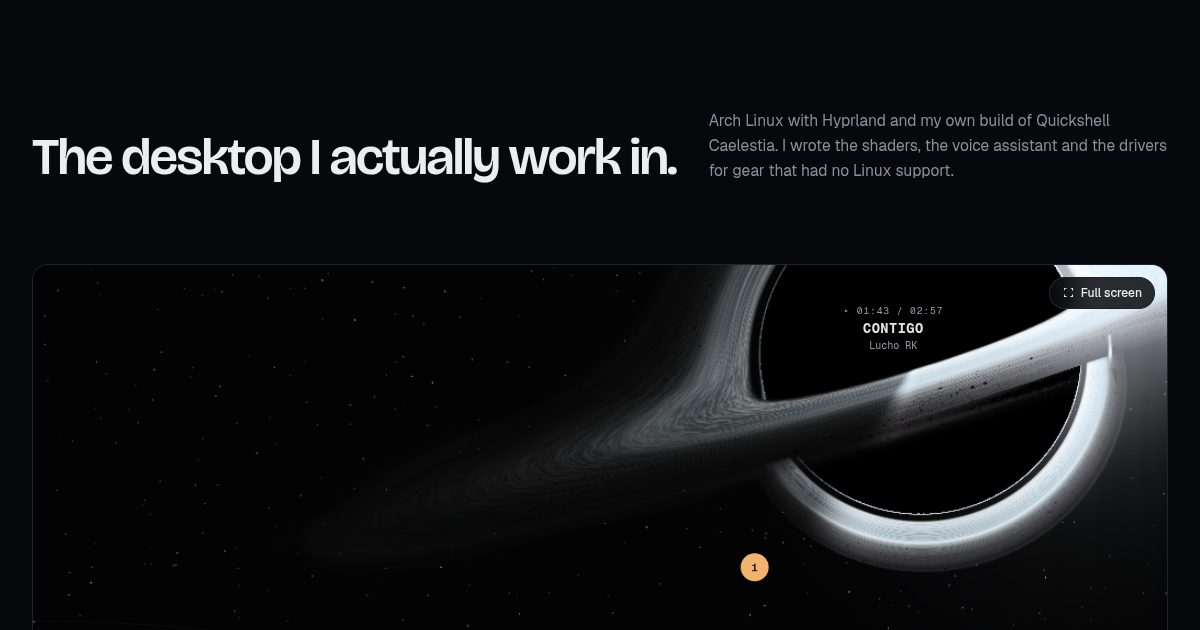 The desktop I actually work in.
Arch Linux with Hyprland and my own build of Quickshell
Caelestia. I wrote the shaders, the voice assistant and the drivers
for gear that had no Linux support.
Full screen
• 01:43 / 02:57
CONTIGO
Lucho RK
1